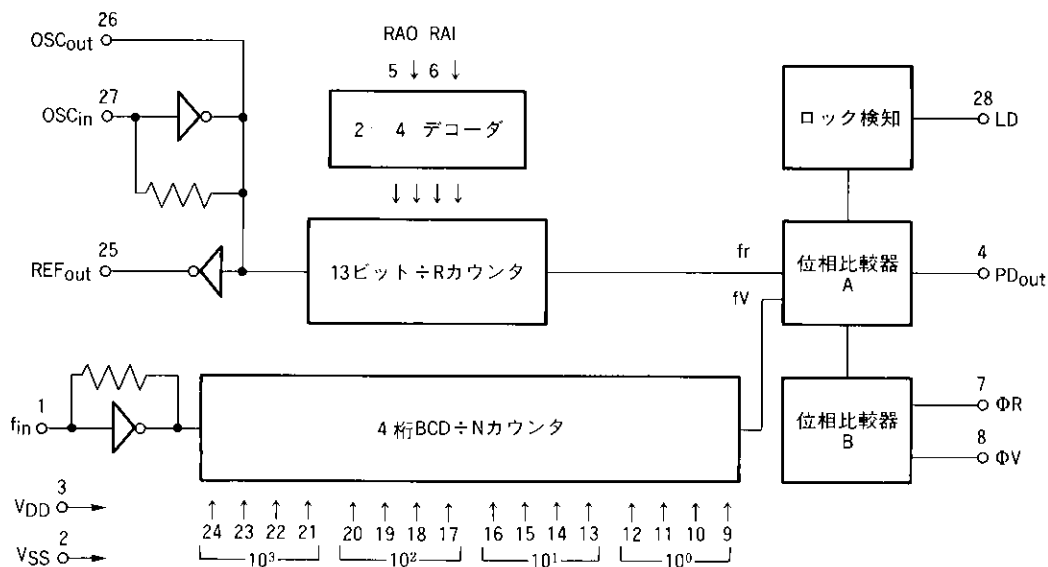 26
OSCout
27
OSCin
25
REFout
RAO RAI
5 ↓ 6 ↓
2 4 デコーダ
↓ ↓ ↓ ↓
13ビット÷Rカウンタ
fr
fV
ロック検知
28
LD
位相比較器
A
4
PDout
位相比較器
B
7
ΦR
8
ΦV
1
fin
4桁BCD÷Nカウンタ
3
VDD
2
VSS
↑ ↑ ↑ ↑ ↑ ↑ ↑ ↑ ↑ ↑ ↑ ↑ ↑ ↑ ↑ ↑
24 23 22 21 20 19 18 17 16 15 14 13 12 11 10 9
10³ 10² 10¹ 10⁰